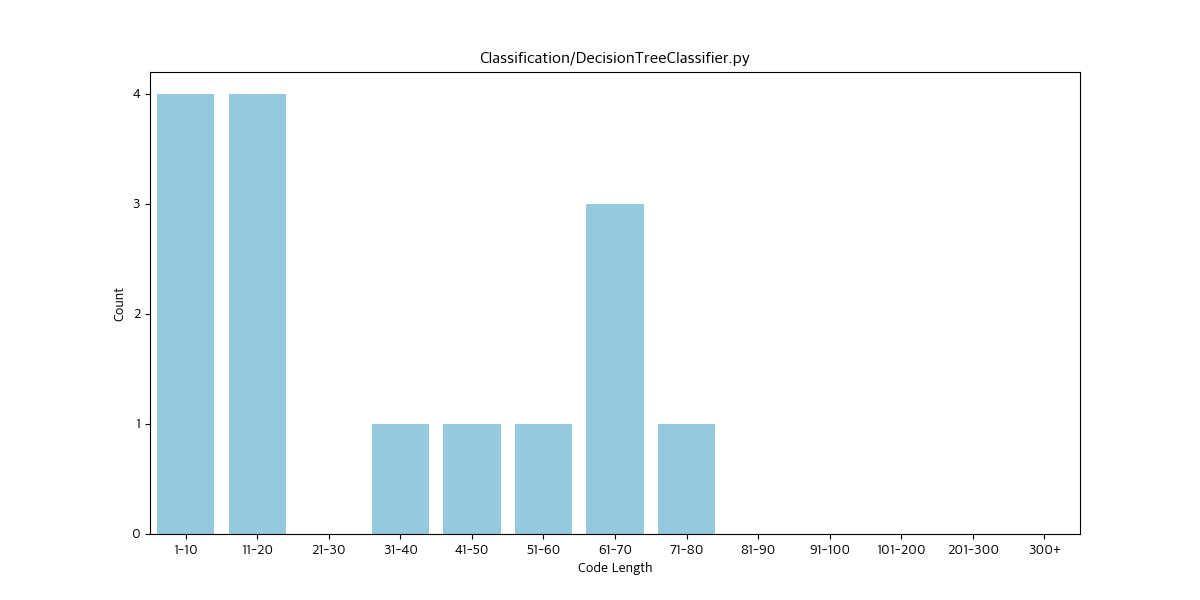 Classification/DecisionTreeClassifier.py
4
3
2
1
0
Count
1-10 11-20 21-30 31-40 41-50 51-60 61-70 71-80 81-90 91-100 101-200 201-300 300+
Code Length